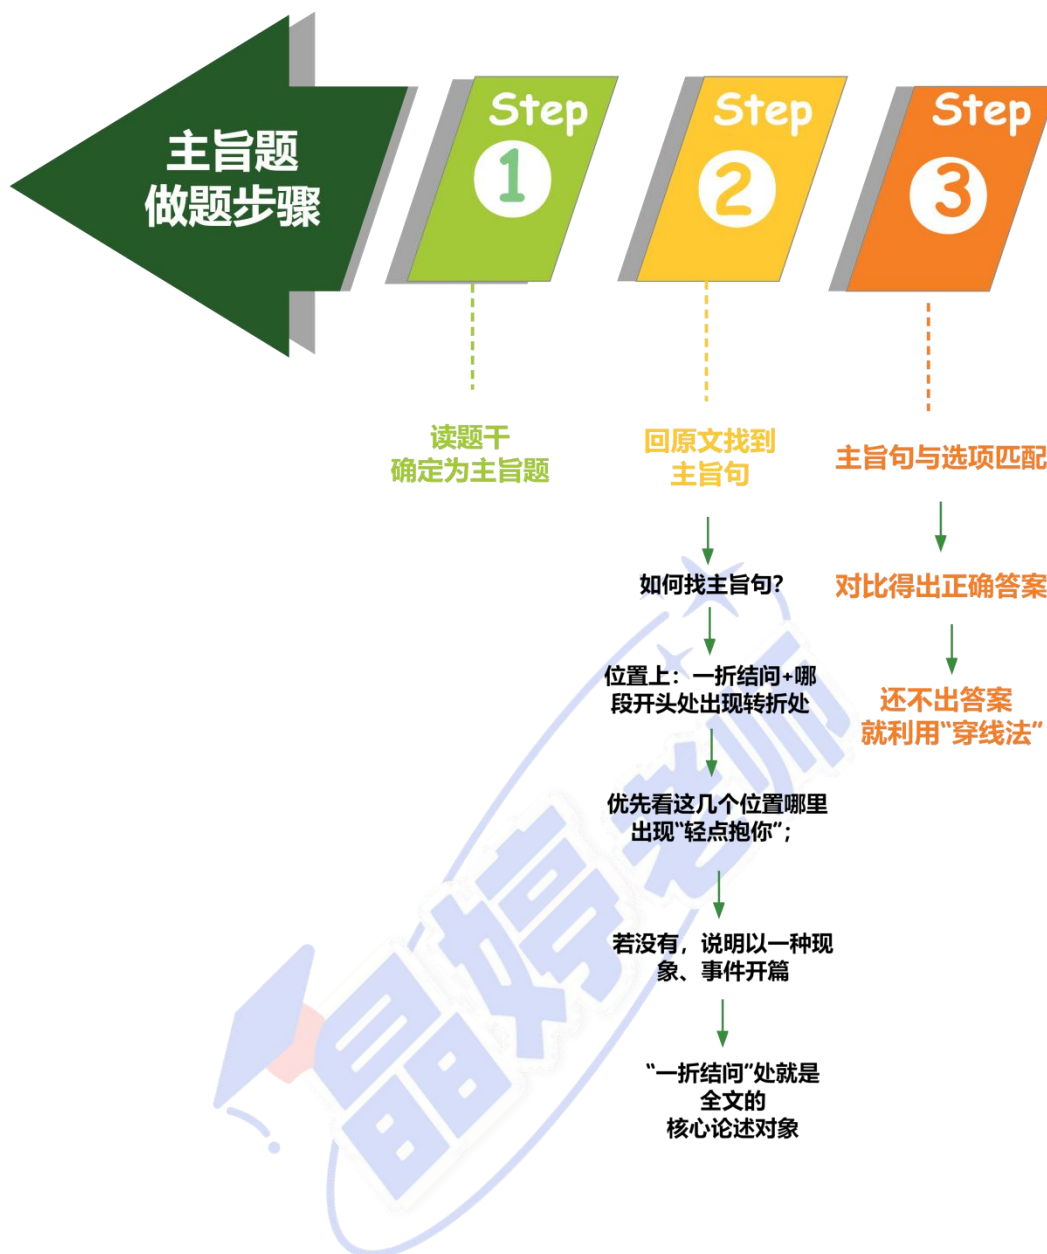 主旨题
做题步骤
Step
1
Step
2
Step
3
读题干
确定为主旨题
回原文找到
主旨句
主旨句与选项匹配
如何找主旨句?
位置上：一折结问+哪
段开头处出现转折处
优先看这几个位置哪里
出现“轻点抱你”；
若没有，说明以一种现
象、事件开篇
“一折结问”处就是
全文的
核心论述对象
对比得出正确答案
还不出答案
就利用“穿线法”
晶婷老师